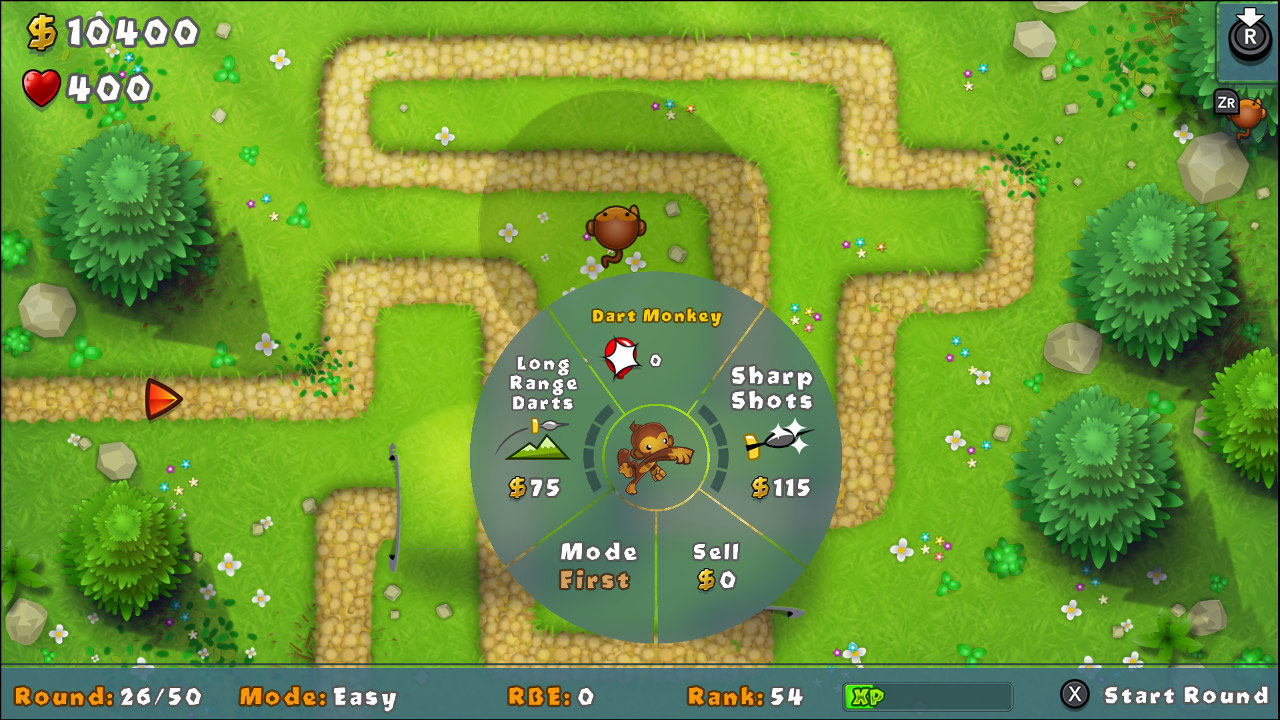 $ 10400
R
400
ZR
Dart Monkey
0
Long
Range
Darts
$75
Sharp
Shots
$115
Mode
First
Sell
$0
Round: 26/50 Mode: Easy RBE: 0 Rank: 54 XP X Start Round